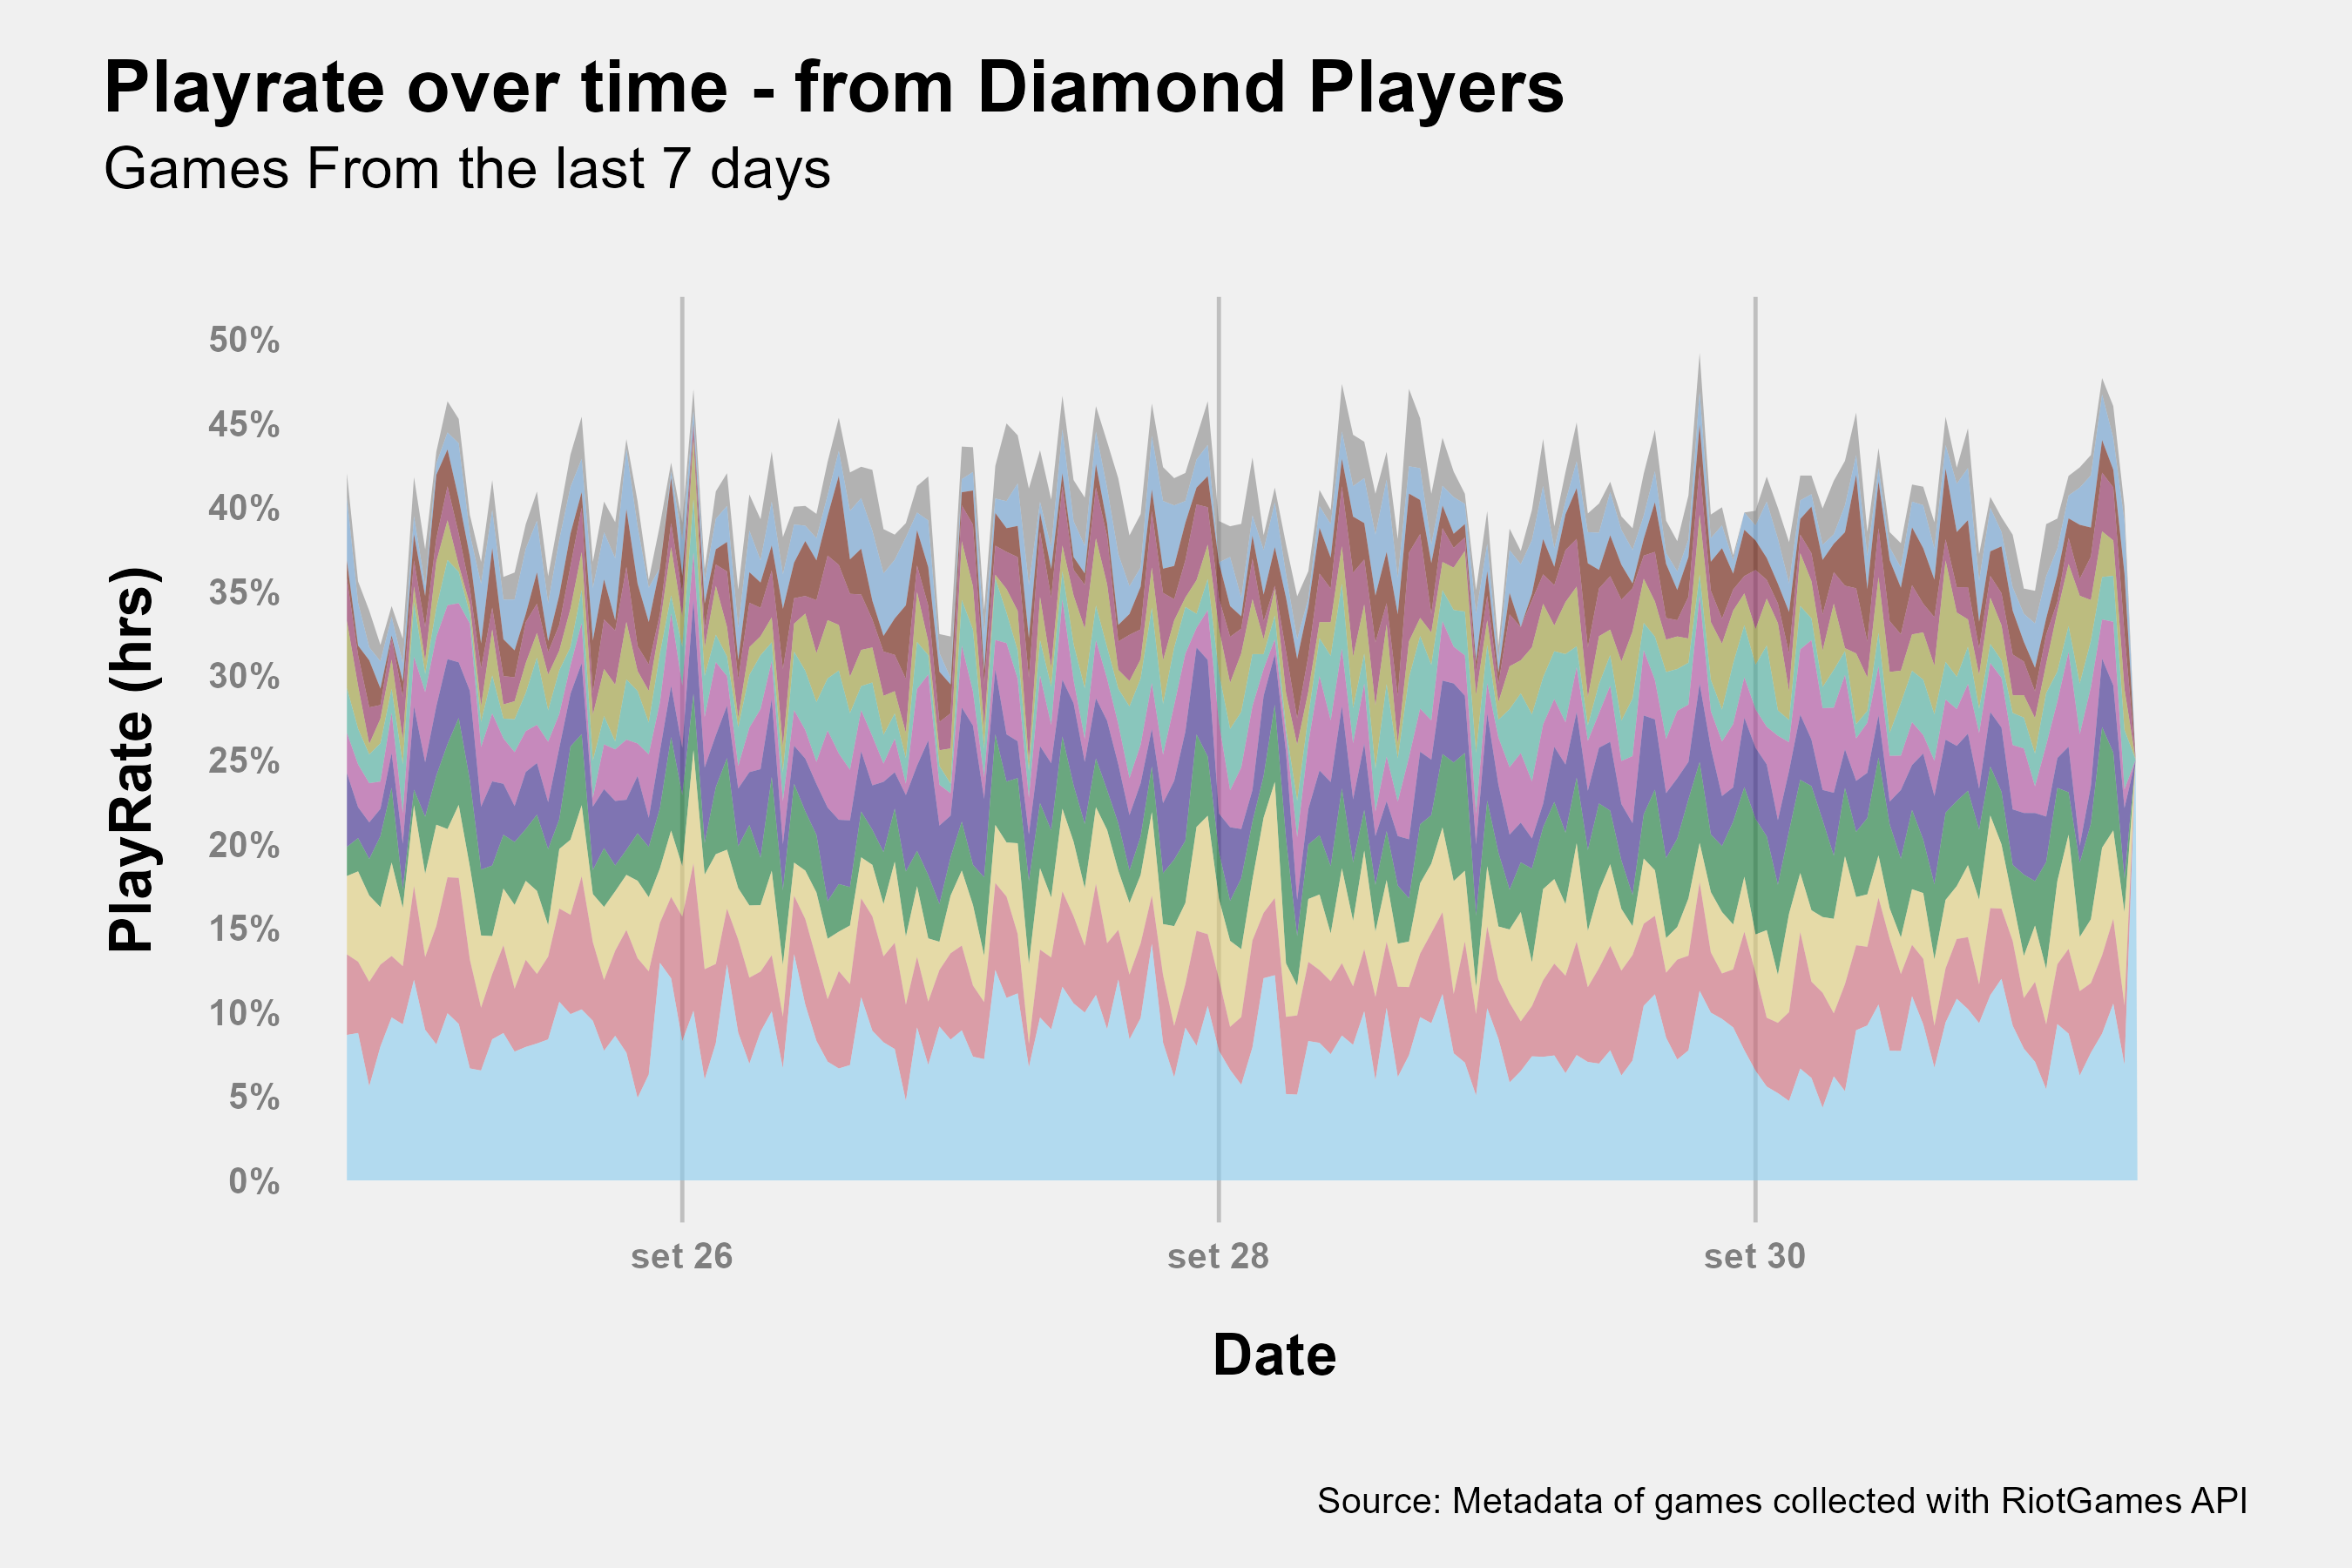 Playrate over time - from Diamond Players
Games From the last 7 days
PlayRate (hrs)
50%
45%
40%
35%
30%
25%
20%
15%
10%
5%
0%
set 26
set 28
set 30
Date
Source: Metadata of games collected with RiotGames API